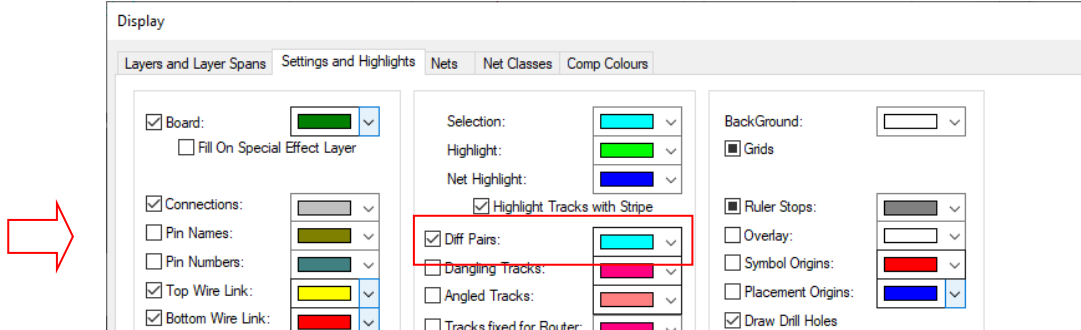 Display
Layers and Layer Spans Settings and Highlights Nets Net Classes Comp Colours
Board:
Fill On Special Effect Layer
Connections:
Pin Names:
Pin Numbers:
Top Wire Link:
Bottom Wire Link:
Selection:
Highlight:
Net Highlight:
Highlight Tracks with Stripe
Diff Pairs:
Dangling Tracks:
Angled Tracks:
Tracks fixed for Router:
BackGround:
Grids
Ruler Stops:
Overlay:
Symbol Origins:
Placement Origins:
Draw Drill Holes